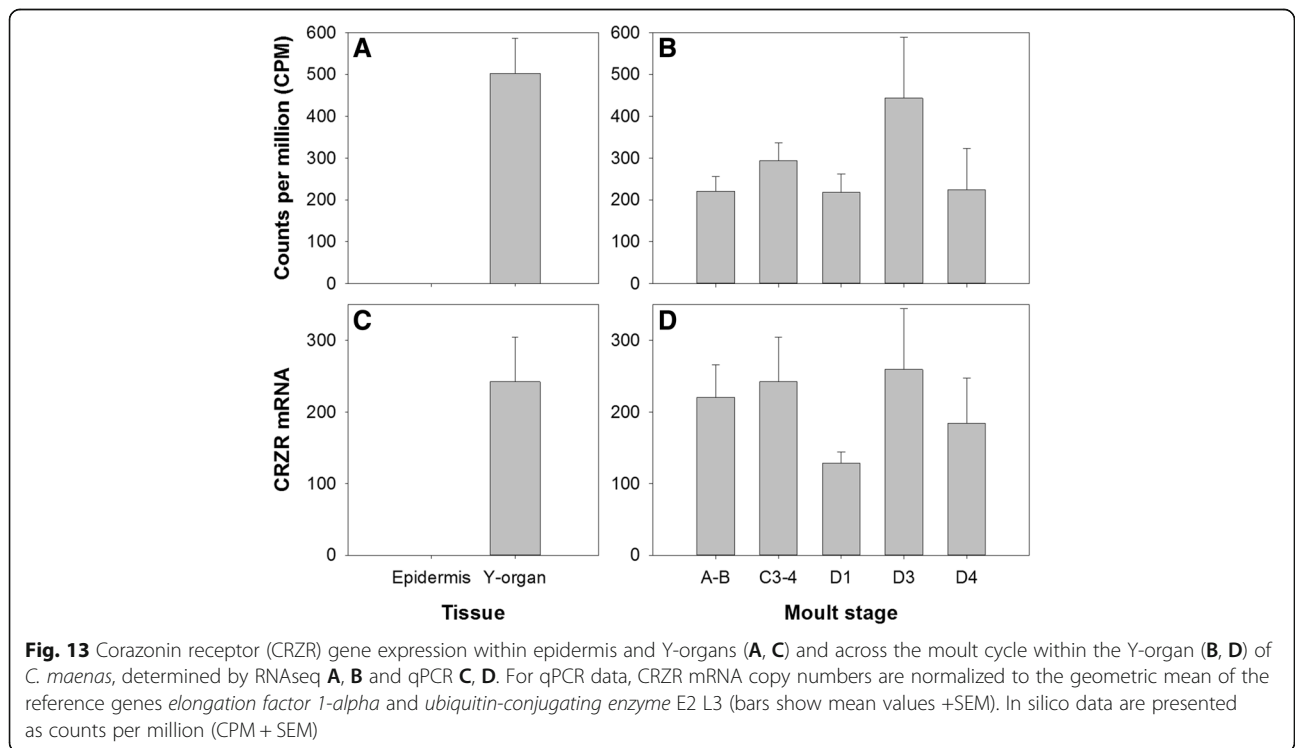 A
B
Counts per million (CPM)
600
500
400
300
200
100
0
600
500
400
300
200
100
0
C
D
CRZR mRNA
300
200
100
0
300
200
100
0
Epidermis Y-organ
A-B C3-4 D1 D3 D4
Tissue
Moult stage
Fig. 13 Corazonin receptor (CRZR) gene expression within epidermis and Y-organs (A, C) and across the moult cycle within the Y-organ (B, D) of
C. maenas, determined by RNAseq A, B and qPCR C, D. For qPCR data, CRZR mRNA copy numbers are normalized to the geometric mean of the
reference genes elongation factor 1-alpha and ubiquitin-conjugating enzyme E2 L3 (bars show mean values +SEM). In silico data are presented
as counts per million (CPM + SEM)